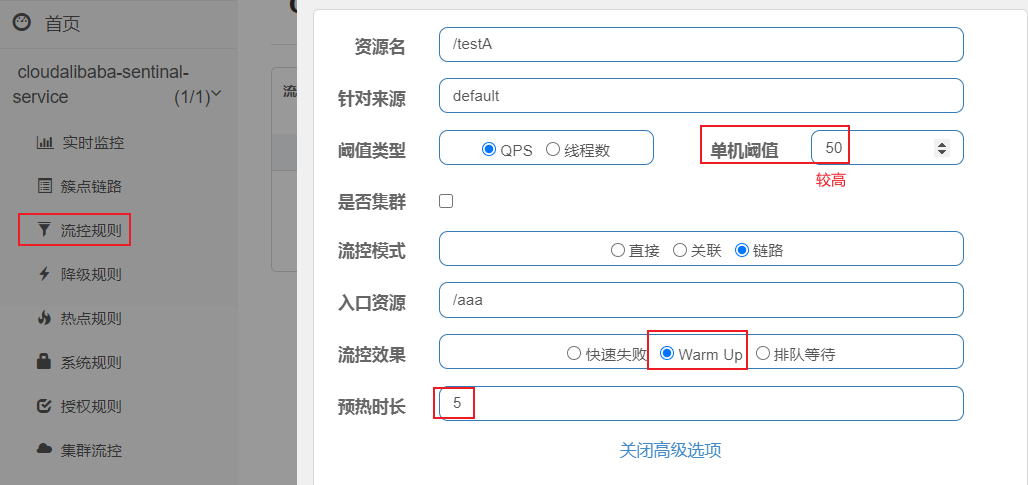 首页
cloudalibaba-sentinal-
service (1/1)
实时监控
簇点链路
流控规则
降级规则
热点规则
系统规则
授权规则
集群流控
流
资源名 /testA
针对来源 default
阈值类型 QPS 线程数 单机阈值 50
较高
是否集群
流控模式 直接 关联 链路
入口资源 /aaa
流控效果 快速失败 Warm Up 排队等待
预热时长 5
关闭高级选项